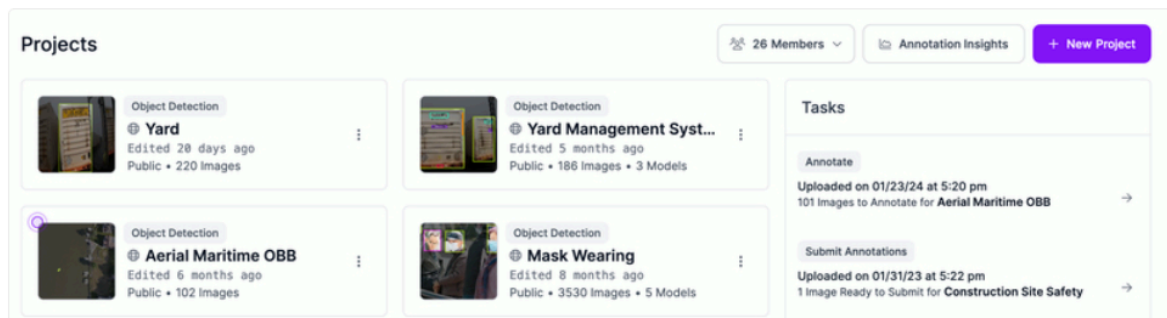 Projects
26 Members
Annotation Insights
+ New Project
Object Detection
Yard
Edited 20 days ago
Public • 220 Images
Object Detection
Yard Management Syst...
Edited 5 months ago
Public • 186 Images • 3 Models
Object Detection
Aerial Maritime OBB
Edited 6 months ago
Public • 102 Images
Object Detection
Mask Wearing
Edited 8 months ago
Public • 3530 Images • 5 Models
Tasks
Annotate
Uploaded on 01/23/24 at 5:20 pm
101 Images to Annotate for Aerial Maritime OBB
Submit Annotations
Uploaded on 01/31/23 at 5:22 pm
1 Image Ready to Submit for Construction Site Safety